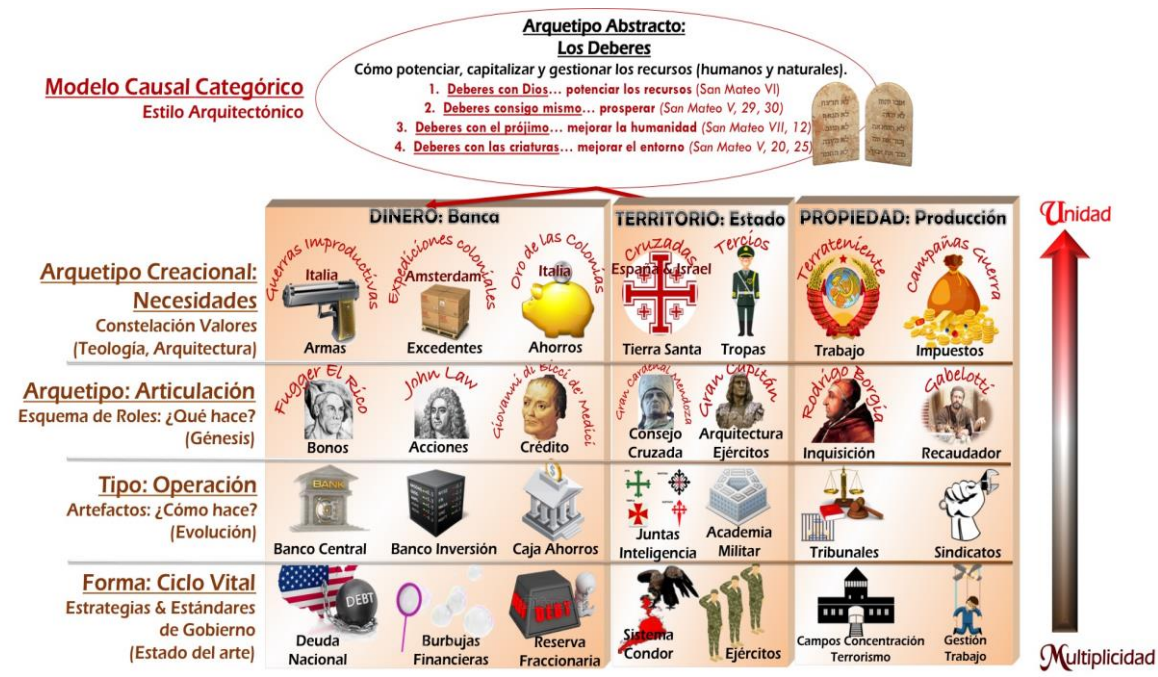 Arquetipo Abstracto:
Los Deberes
Cómo potenciar, capitalizar y gestionar los recursos (humanos y naturales).
1. Deberes con Dios... potenciar los recursos (San Mateo VI)
2. Deberes consigo mismo... prosperar (San Mateo V, 29, 30)
3. Deberes con el prójimo... mejorar la humanidad (San Mateo VII, 12)
4. Deberes con las criaturas... mejorar el entorno (San Mateo V, 20, 25)
Modelo Causal Categórico
Estilo Arquitectónico
DINERO: Banca
TERRITORIO: Estado
PROPIEDAD: Producción
Unidad
Arquetipo Creacional:
Necesidades
Constelación Valores
(Teología, Arquitectura)
Guerras Improductivas
Italia
Armas
Expediciones coloniales
Amsterdam
Excedentes
Oro de las Colonias
Italia
Ahorros
Cruzadas
España & Israel
Tierra Santa
Tercios
Tropas
Terrateniente
Trabajo
Campañas Guerra
Impuestos
Arquetipo: Articulación
Esquema de Roles: ¿Qué hace?
(Génesis)
Fugger El Rico
Bonos
John Law
Acciones
Giovanni di Bicci de' Medici
Crédito
Gran Cardenal Mendoza
Consejo
Cruzada
Gran Capitán
Arquitectura
Ejércitos
Rodrigo Borgia
Inquisición
Gabelotti
Recaudador
Tipo: Operación
Artefactos: ¿Cómo hace?
(Evolución)
BANK
Banco Central
Banco Inversión
Caja Ahorros
Juntas
Inteligencia
Academia
Militar
Tribunales
Sindicatos
Forma: Ciclo Vital
Estrategias & Estándares
de Gobierno
(Estado del arte)
DEBT
Deuda
Nacional
Burbujas
Financieras
DEBT
Reserva
Fraccionaria
Sistema
Condor
Ejércitos
Campos Concentración
Terrorismo
Gestión
Trabajo
Multiplicidad